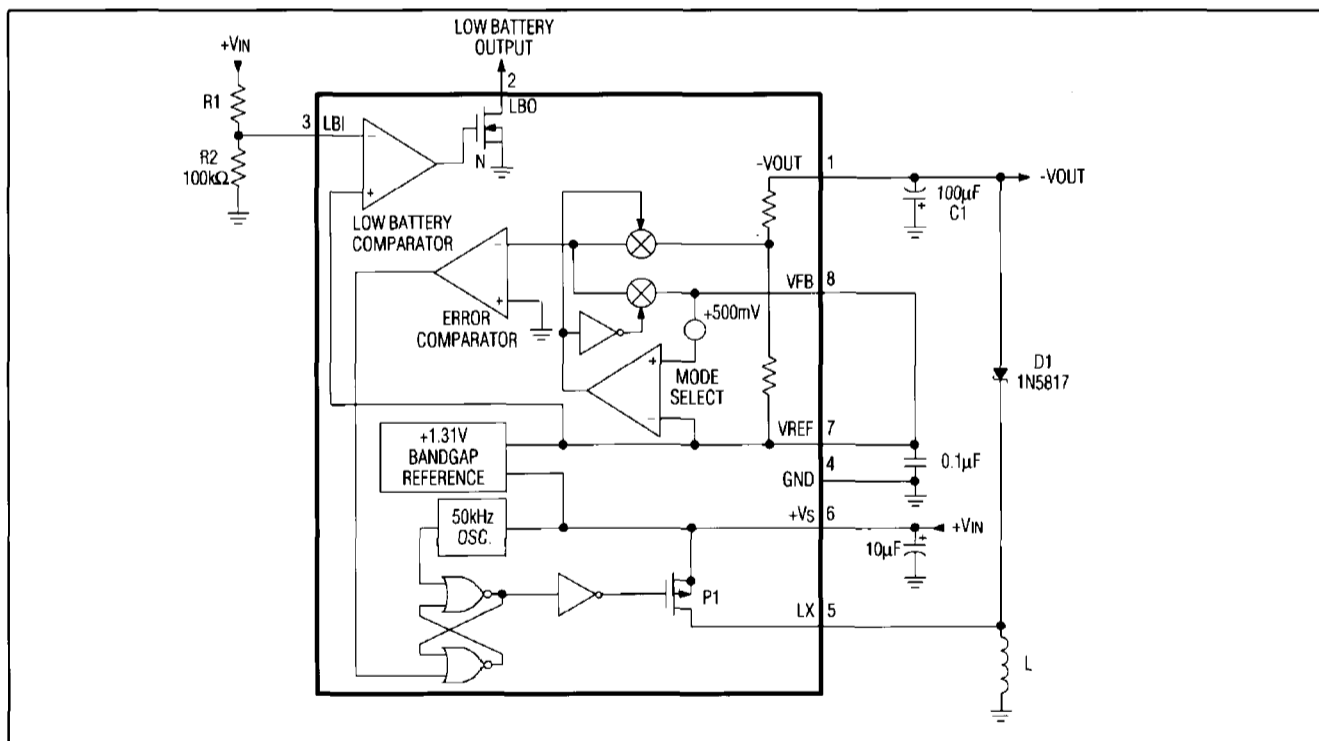 LOW BATTERY
OUTPUT
+VIN
2
R1
LBO
3 LBI
−
R2
100kΩ
N
+
-VOUT 1
-VOUT
100µF
+
C1
LOW BATTERY
COMPARATOR
−
VFB 8
+
+500mV
ERROR
COMPARATOR
+
MODE
SELECT
D1
1N5817
−
VREF 7
+1.31V
BANDGAP
REFERENCE
4
GND
0.1µF
50kHz
OSC.
+VS 6
+VIN
10µF
+
P1
LX 5
L